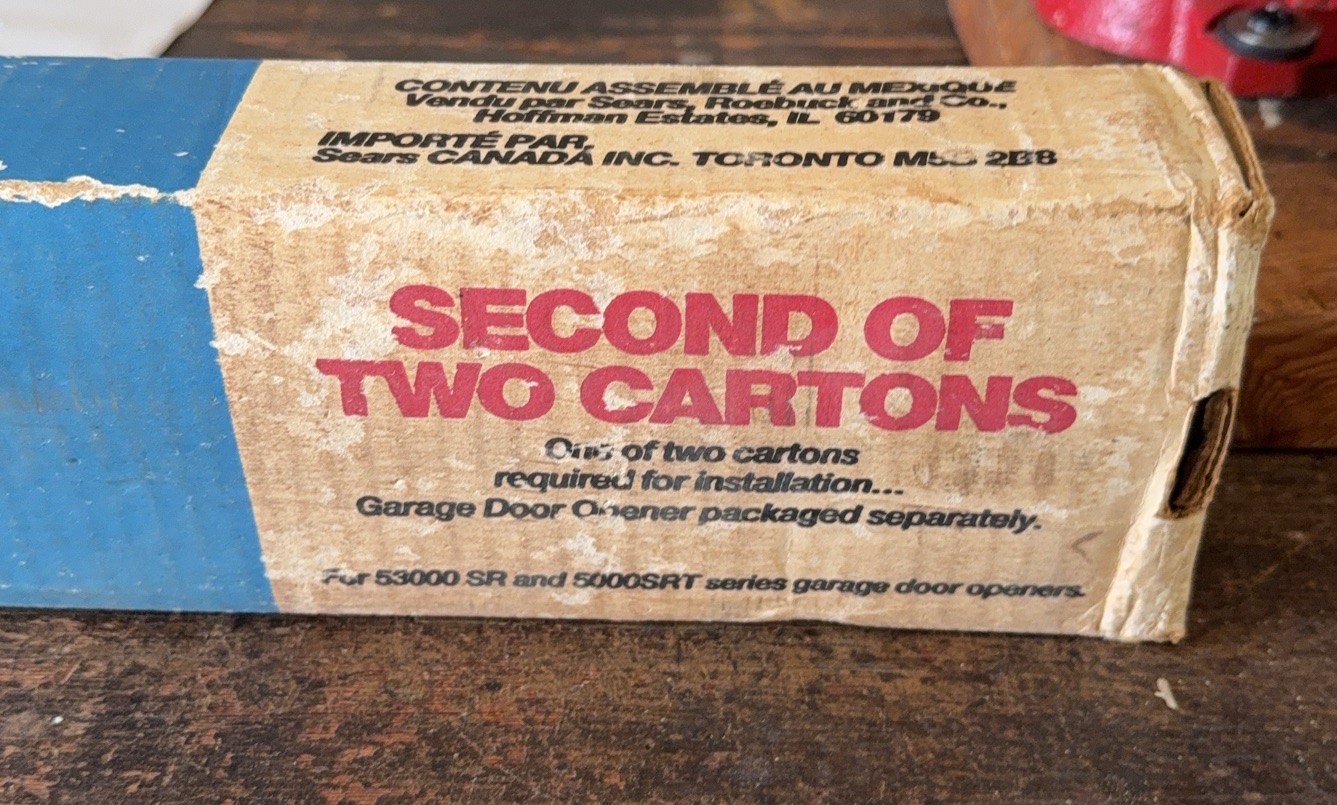 CONTENU ASSEMBLÉ AU MEXIQUE
Vendu par Sears, Roebuck and Co.,
Hoffman Estates, IL 60179
IMPORTÉ PAR,
Sears CANADA INC. TORONTO 2B8
SECOND OF
TWO CARTONS
One of two cartons
required for installation...
Garage Door Opener packaged separately.
For 53000 SR and 5000SRT series garage door openers.